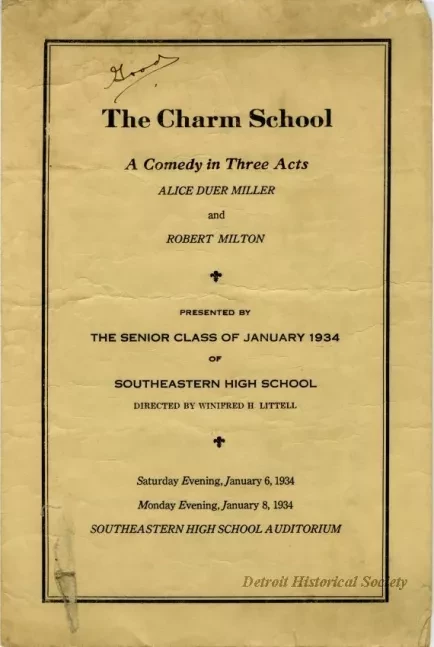 Good
The Charm School
A Comedy in Three Acts
ALICE DUER MILLER
and
ROBERT MILTON
PRESENTED BY
THE SENIOR CLASS OF JANUARY 1934
OF
SOUTHEASTERN HIGH SCHOOL
DIRECTED BY WINIFRED H LITTELL
Saturday Evening, January 6, 1934
Monday Evening, January 8, 1934
SOUTHEASTERN HIGH SCHOOL AUDITORIUM
Detroit Historical Society